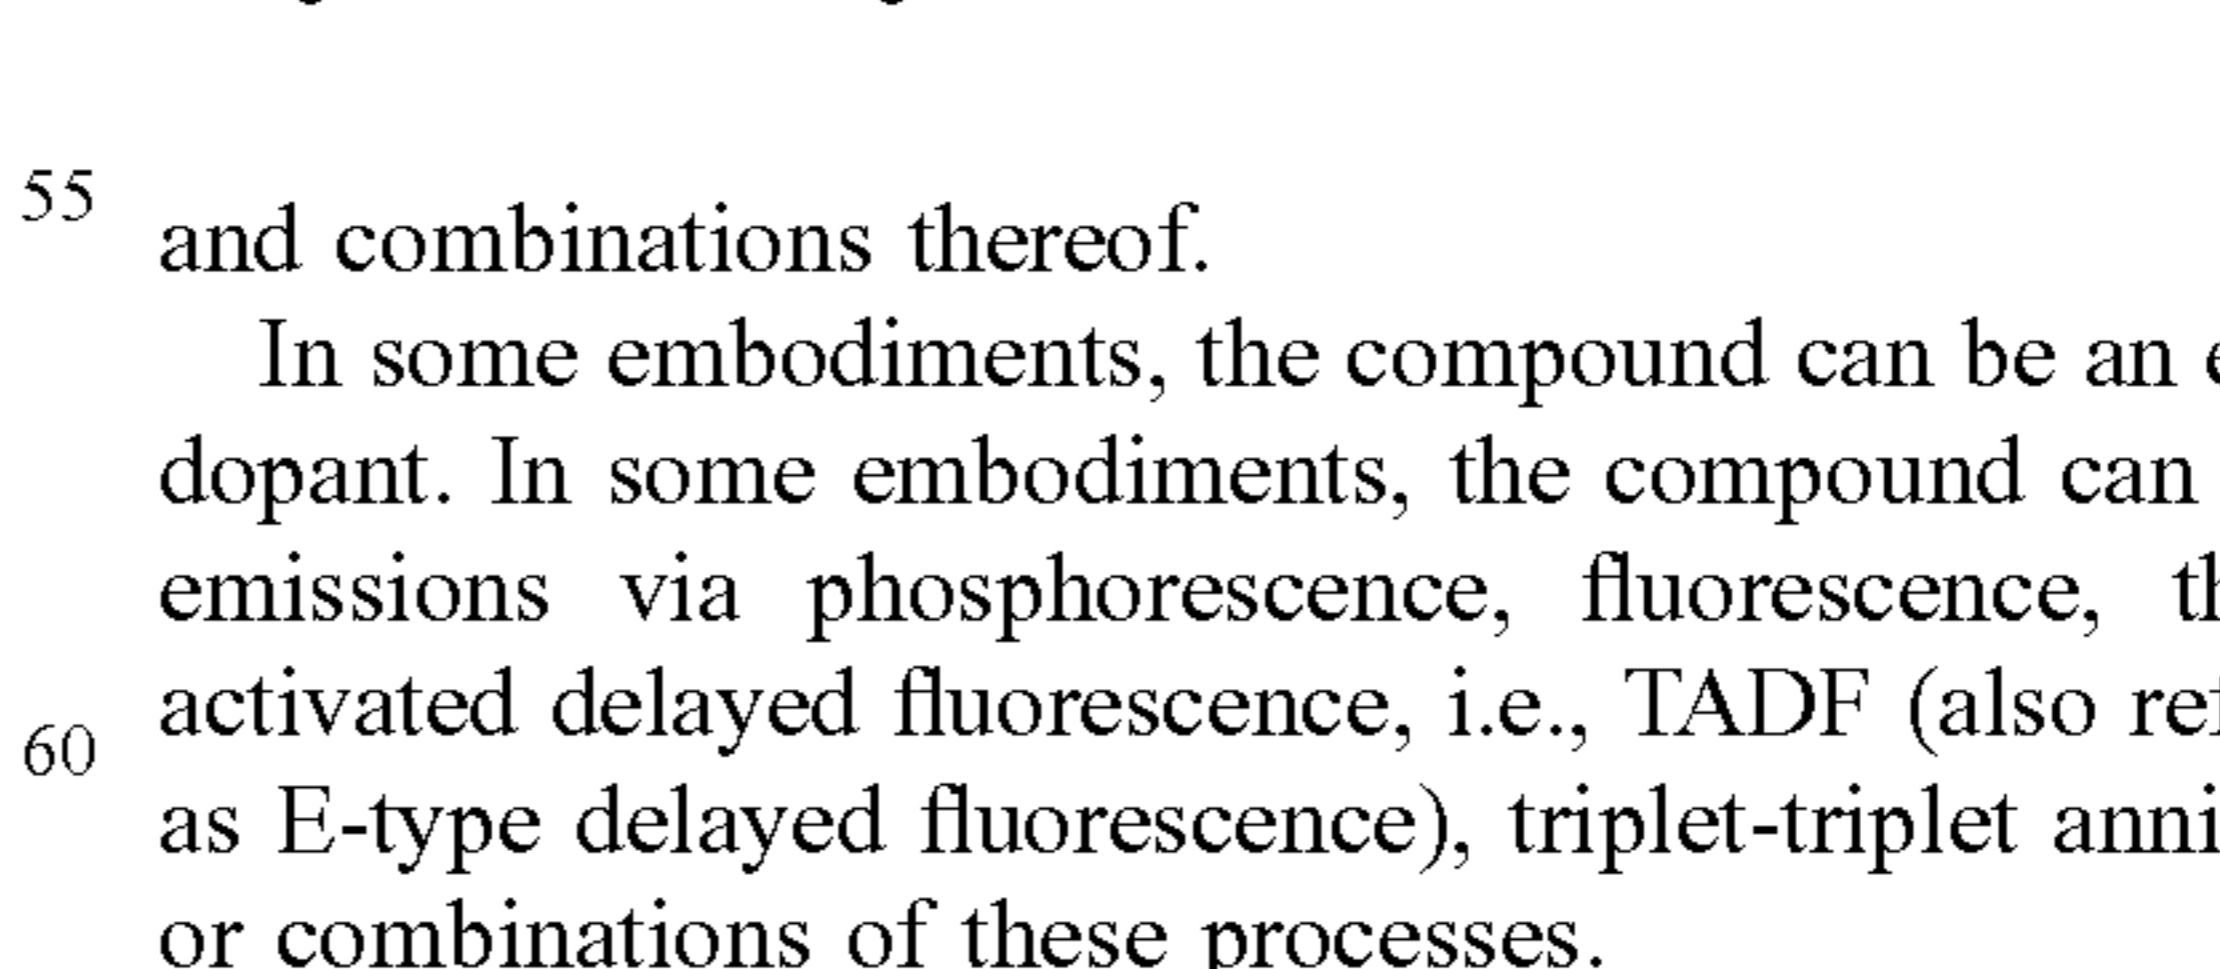 55
and combinations thereof.
In some embodiments, the compound can be an
dopant. In some embodiments, the compound can
emissions via phosphorescence, fluorescence,
activated delayed fluorescence, i.e., TADF (also
60
as E-type delayed fluorescence), triplet-triplet
or combinations of these processes.